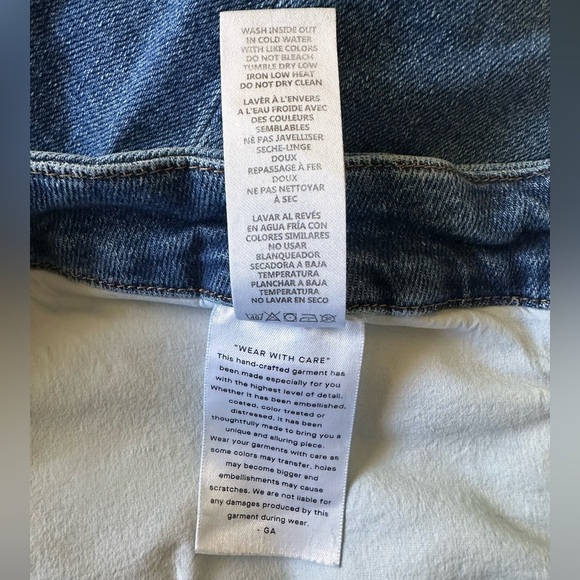 WASH INSIDE OUT
IN COLD WATER
WITH LIKE COLORS
DO NOT BLEACH
TUMBLE DRY LOW
IRON LOW HEAT
DO NOT DRY CLEAN
LAVÈR À L'ENVERS
A L'EAU FROIDE AVEC
DES COULEURS
SEMBLABLES
NÈ PAS JAVELLISER
SECHE-LINGE
DOUX
REPASSAGE À FER
DOUX
NE PAS NETTOYAR
À SEC
LAVAR AL REVÉS
EN AGUA FRÍA CON
COLORES SIMILARES
NO USAR
BLANQUEADOR
SECADORA A BAJA
TEMPERATURA
PLANCHAR A BAJA
TEMPERATURA
NO LAVAR EN SECO
40
"WEAR WITH CARE"
This hand-crafted garment has
been made especially for you
with the highest level of detail.
Whether it has been embellished,
coated, color treated or
distressed, it has been
thoughtfully made to bring you a
unique and alluring piece.
Wear your garments with care as
some colors may transfer, holes
may become bigger and
embellishments may cause
scratches. We are not liable for
any damages produced by this
garment during wear.
- GA